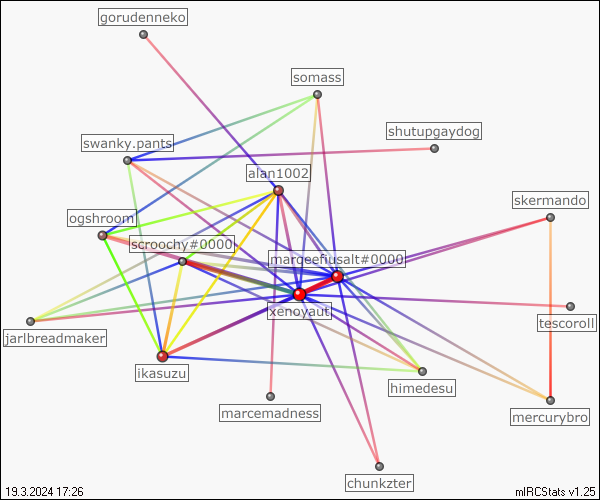 gorudenneko
somass
shutupgaydog
swanky.pants
alan1002
skermando
ogshroom
scroochy#0000
marqeefiusalt#0000
xenoyaut
tescoroll
jarlbreadmaker
ikasuzu
himedesu
marcemadness
mercurybro
chunkzter
19.3.2024 17:26
mIRCStats v1.25